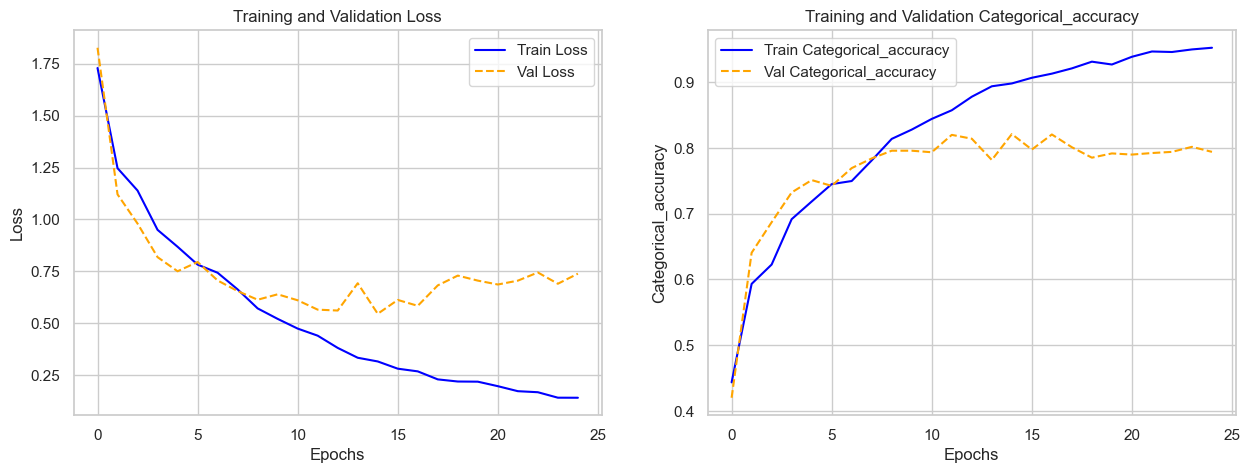 Training and Validation Loss
Train Loss
Val Loss
1.75
1.50
1.25
1.00
0.75
0.50
0.25
Loss
0 5 10 15 20 25
Epochs
Training and Validation Categorical_accuracy
Train Categorical_accuracy
Val Categorical_accuracy
0.9
0.8
0.7
0.6
0.5
0.4
Categorical_accuracy
0 5 10 15 20 25
Epochs